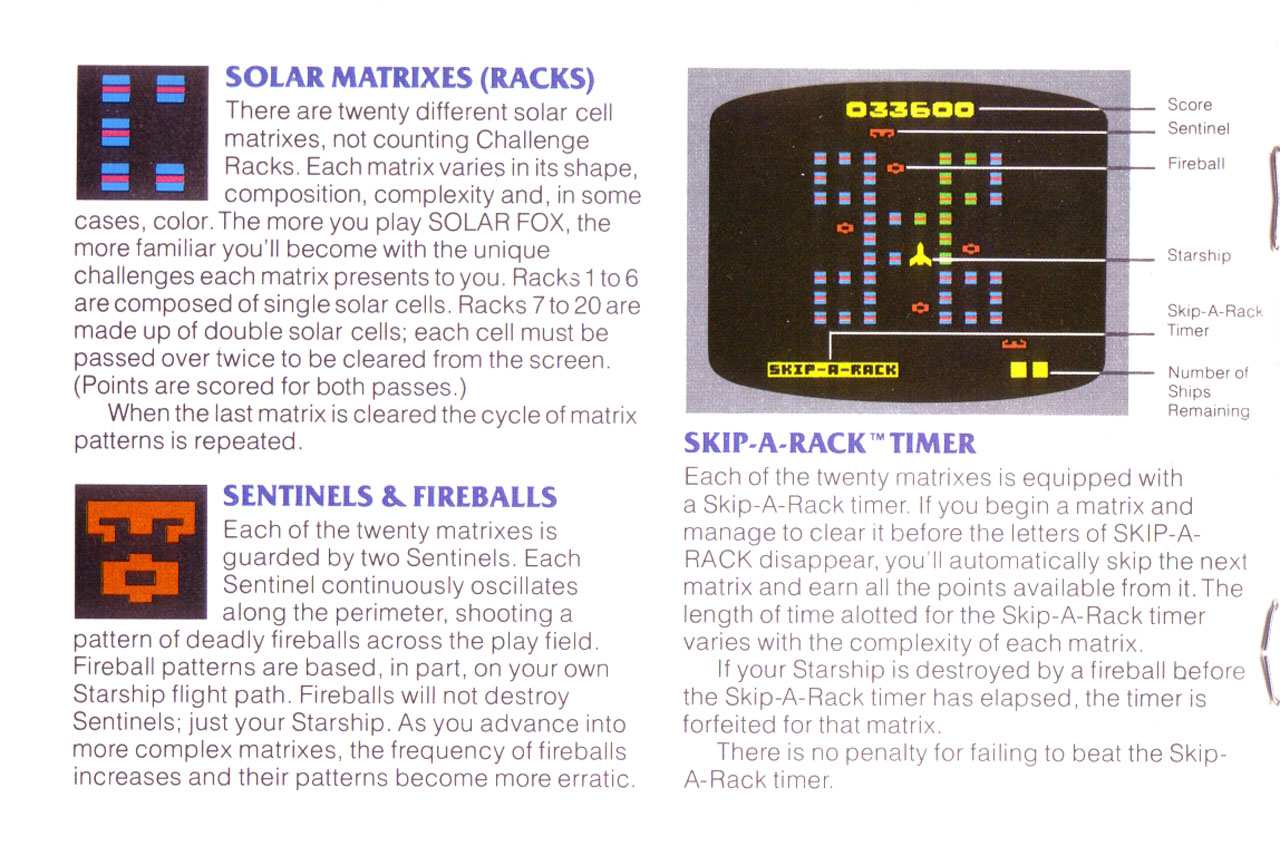 SOLAR MATRIXES (RACKS)
There are twenty different solar cell
matrixes, not counting Challenge
Racks. Each matrix varies in its shape,
composition, complexity and, in some
cases, color. The more you play SOLAR FOX, the
more familiar you'll become with the unique
challenges each matrix presents to you. Racks 1 to 6
are composed of single solar cells. Racks 7 to 20 are
made up of double solar cells; each cell must be
passed over twice to be cleared from the screen.
(Points are scored for both passes.)
When the last matrix is cleared the cycle of matrix
patterns is repeated.
SENTINELS & FIREBALLS
Each of the twenty matrixes is
guarded by two Sentinels. Each
Sentinel continuously oscillates
along the perimeter, shooting a
pattern of deadly fireballs across the play field.
Fireball patterns are based, in part, on your own
Starship flight path. Fireballs will not destroy
Sentinels; just your Starship. As you advance into
more complex matrixes, the frequency of fireballs
increases and their patterns become more erratic.
033600
Score
Sentinel
Fireball
Starship
Skip-A-Rack
Timer
SKIP-A-RACK
Number of
Ships
Remaining
SKIP-A-RACK™ TIMER
Each of the twenty matrixes is equipped with
a Skip-A-Rack timer. If you begin a matrix and
manage to clear it before the letters of SKIP-A-
RACK disappear, you'll automatically skip the next
matrix and earn all the points available from it. The
length of time alotted for the Skip-A-Rack timer
varies with the complexity of each matrix.
If your Starship is destroyed by a fireball before
the Skip-A-Rack timer has elapsed, the timer is
forfeited for that matrix.
There is no penalty for failing to beat the Skip-
A-Rack timer.